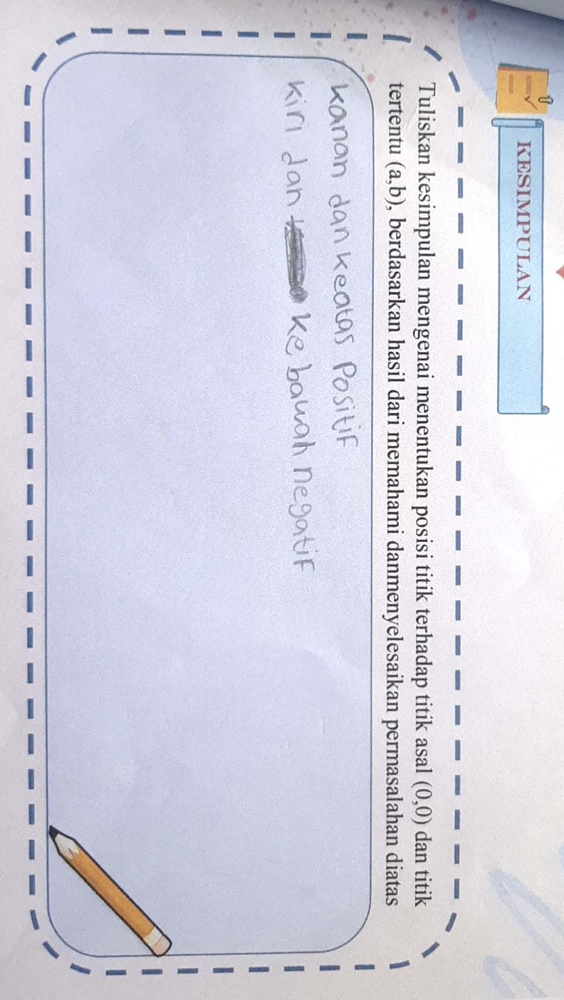 KESIMPULAN
Tuliskan kesimpulan mengenai menentukan posisi titik terhadap titik asal (0,0) dan titik
tertentu (a,b), berdasarkan hasil dari memahami danmenyelesaikan permasalahan diatas
kanan dan keatas Positif
kiri dan ke bawah negatif